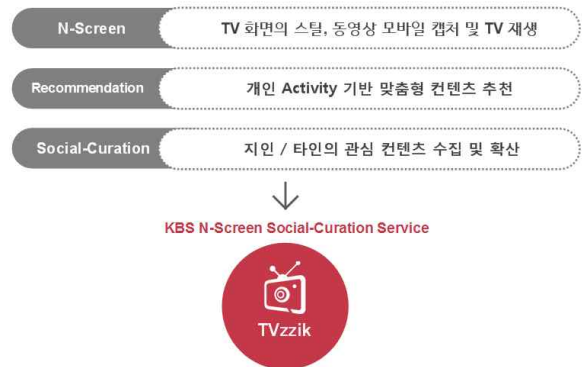 N-Screen TV 화면의 스틸, 동영상 모바일 캡처 및 TV 재생
Recommendation 개인 Activity 기반 맞춤형 컨텐츠 추천
Social-Curation 지인 / 타인의 관심 컨텐츠 수집 및 확산
KBS N-Screen Social-Curation Service
TVzzik